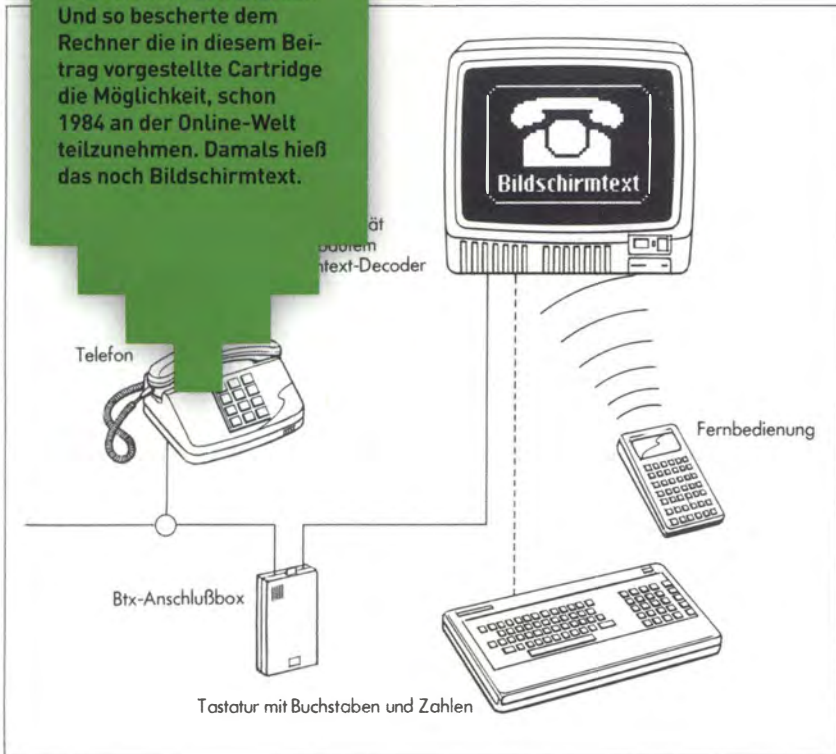 Und so bescherte dem
Rechner die in diesem Bei-
trag vorgestellte Cartridge
die Möglichkeit, schon
1984 an der Online-Welt
teilzunehmen. Damals hieß
das noch Bildschirmtext.
Bildschirmtext
ät
ntext-Decoder
Telefon
Fernbedienung
Btx-Anschlußbox
Tastatur mit Buchstaben und Zahlen